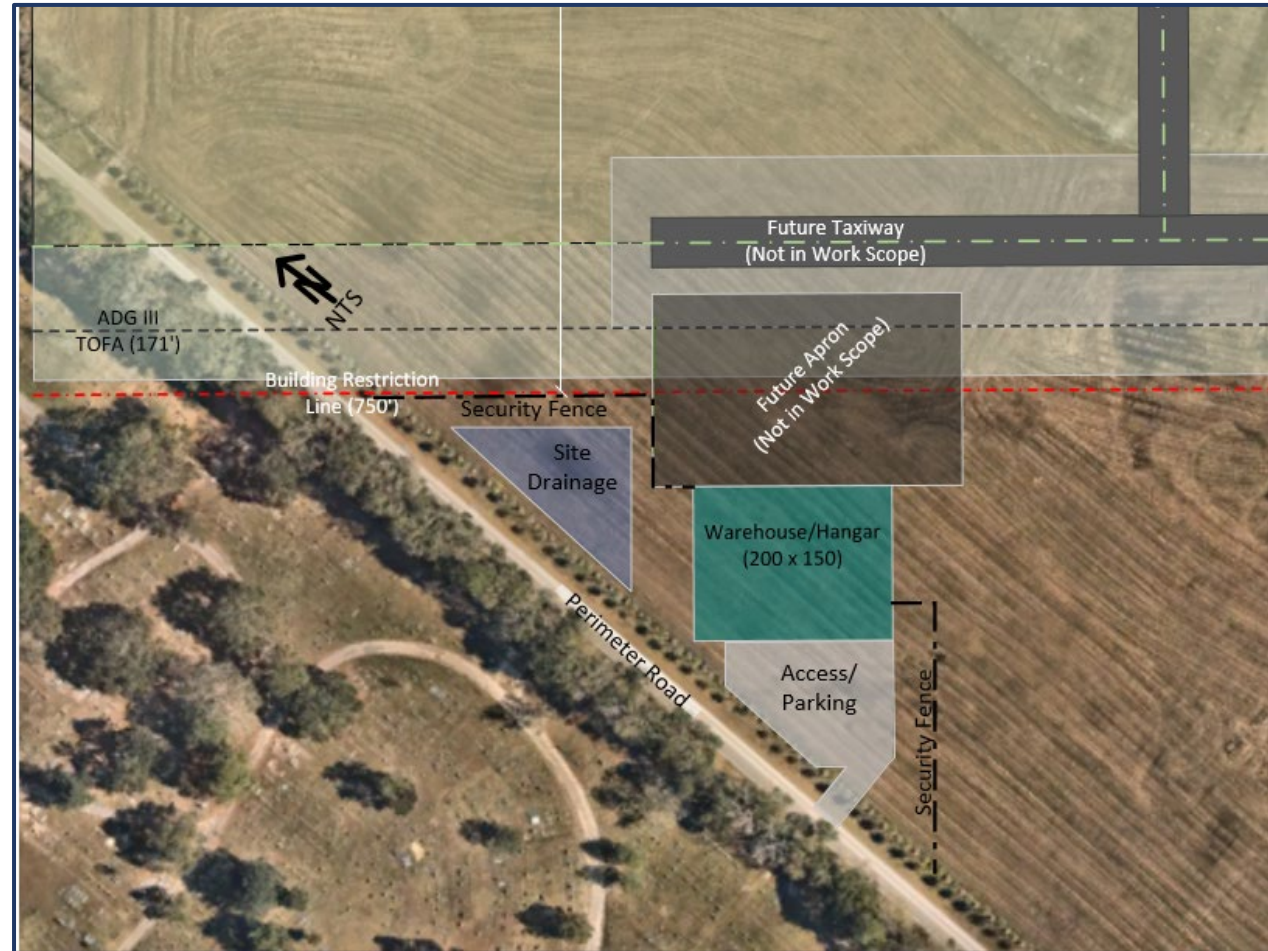 Future Taxiway
(Not in Work Scope)
NTS
ADG III
TOFA (171')
Future Apron
(Not in Work Scope)
Building Restriction
Line (750')
Security Fence
Site
Drainage
Warehouse/Hangar
(200 x 150)
Perimeter Road
Access/
Parking
Security Fence